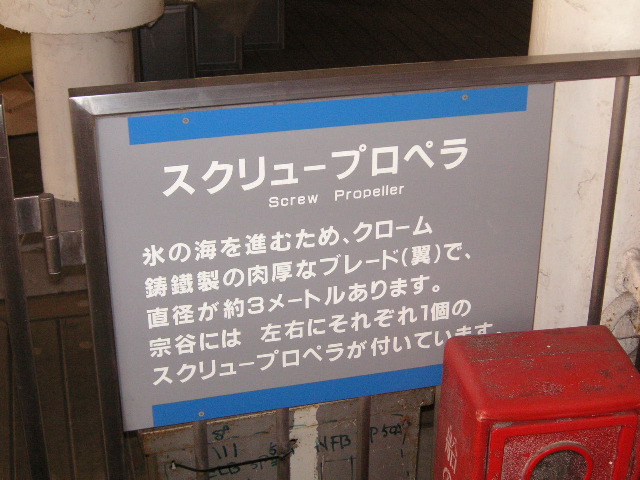 スクリュープロペラ
Screw Propeller
氷の海を進むため、クローム
鋳鐵製の肉厚なブレード(翼)で、
直径が約3メートルあります。
宗谷には 左右にそれぞれ1個の
スクリュープロペラが付いています。
NFB